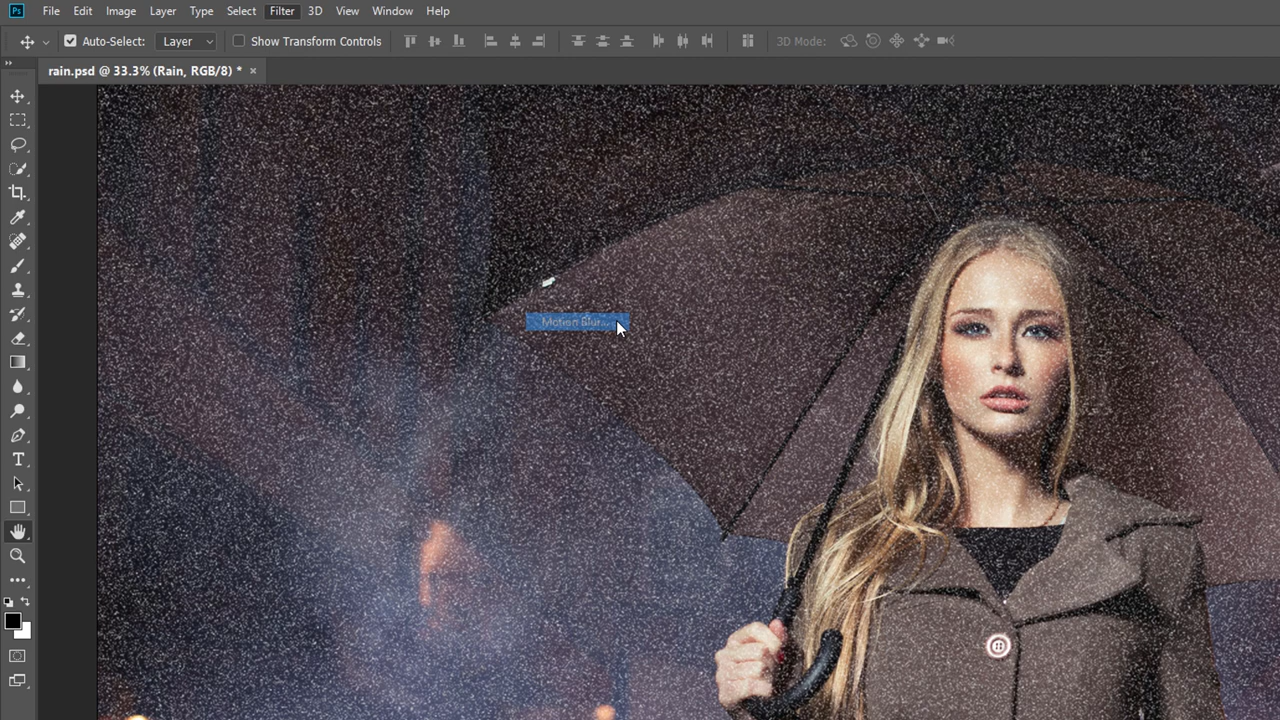 Ps File Edit Image Layer Type Select Filter 3D View Window Help
Auto-Select: Layer Show Transform Controls 3D Mode:
rain.psd @ 33.3% (Rain, RGB/8) * ×
Motion Blur...
T